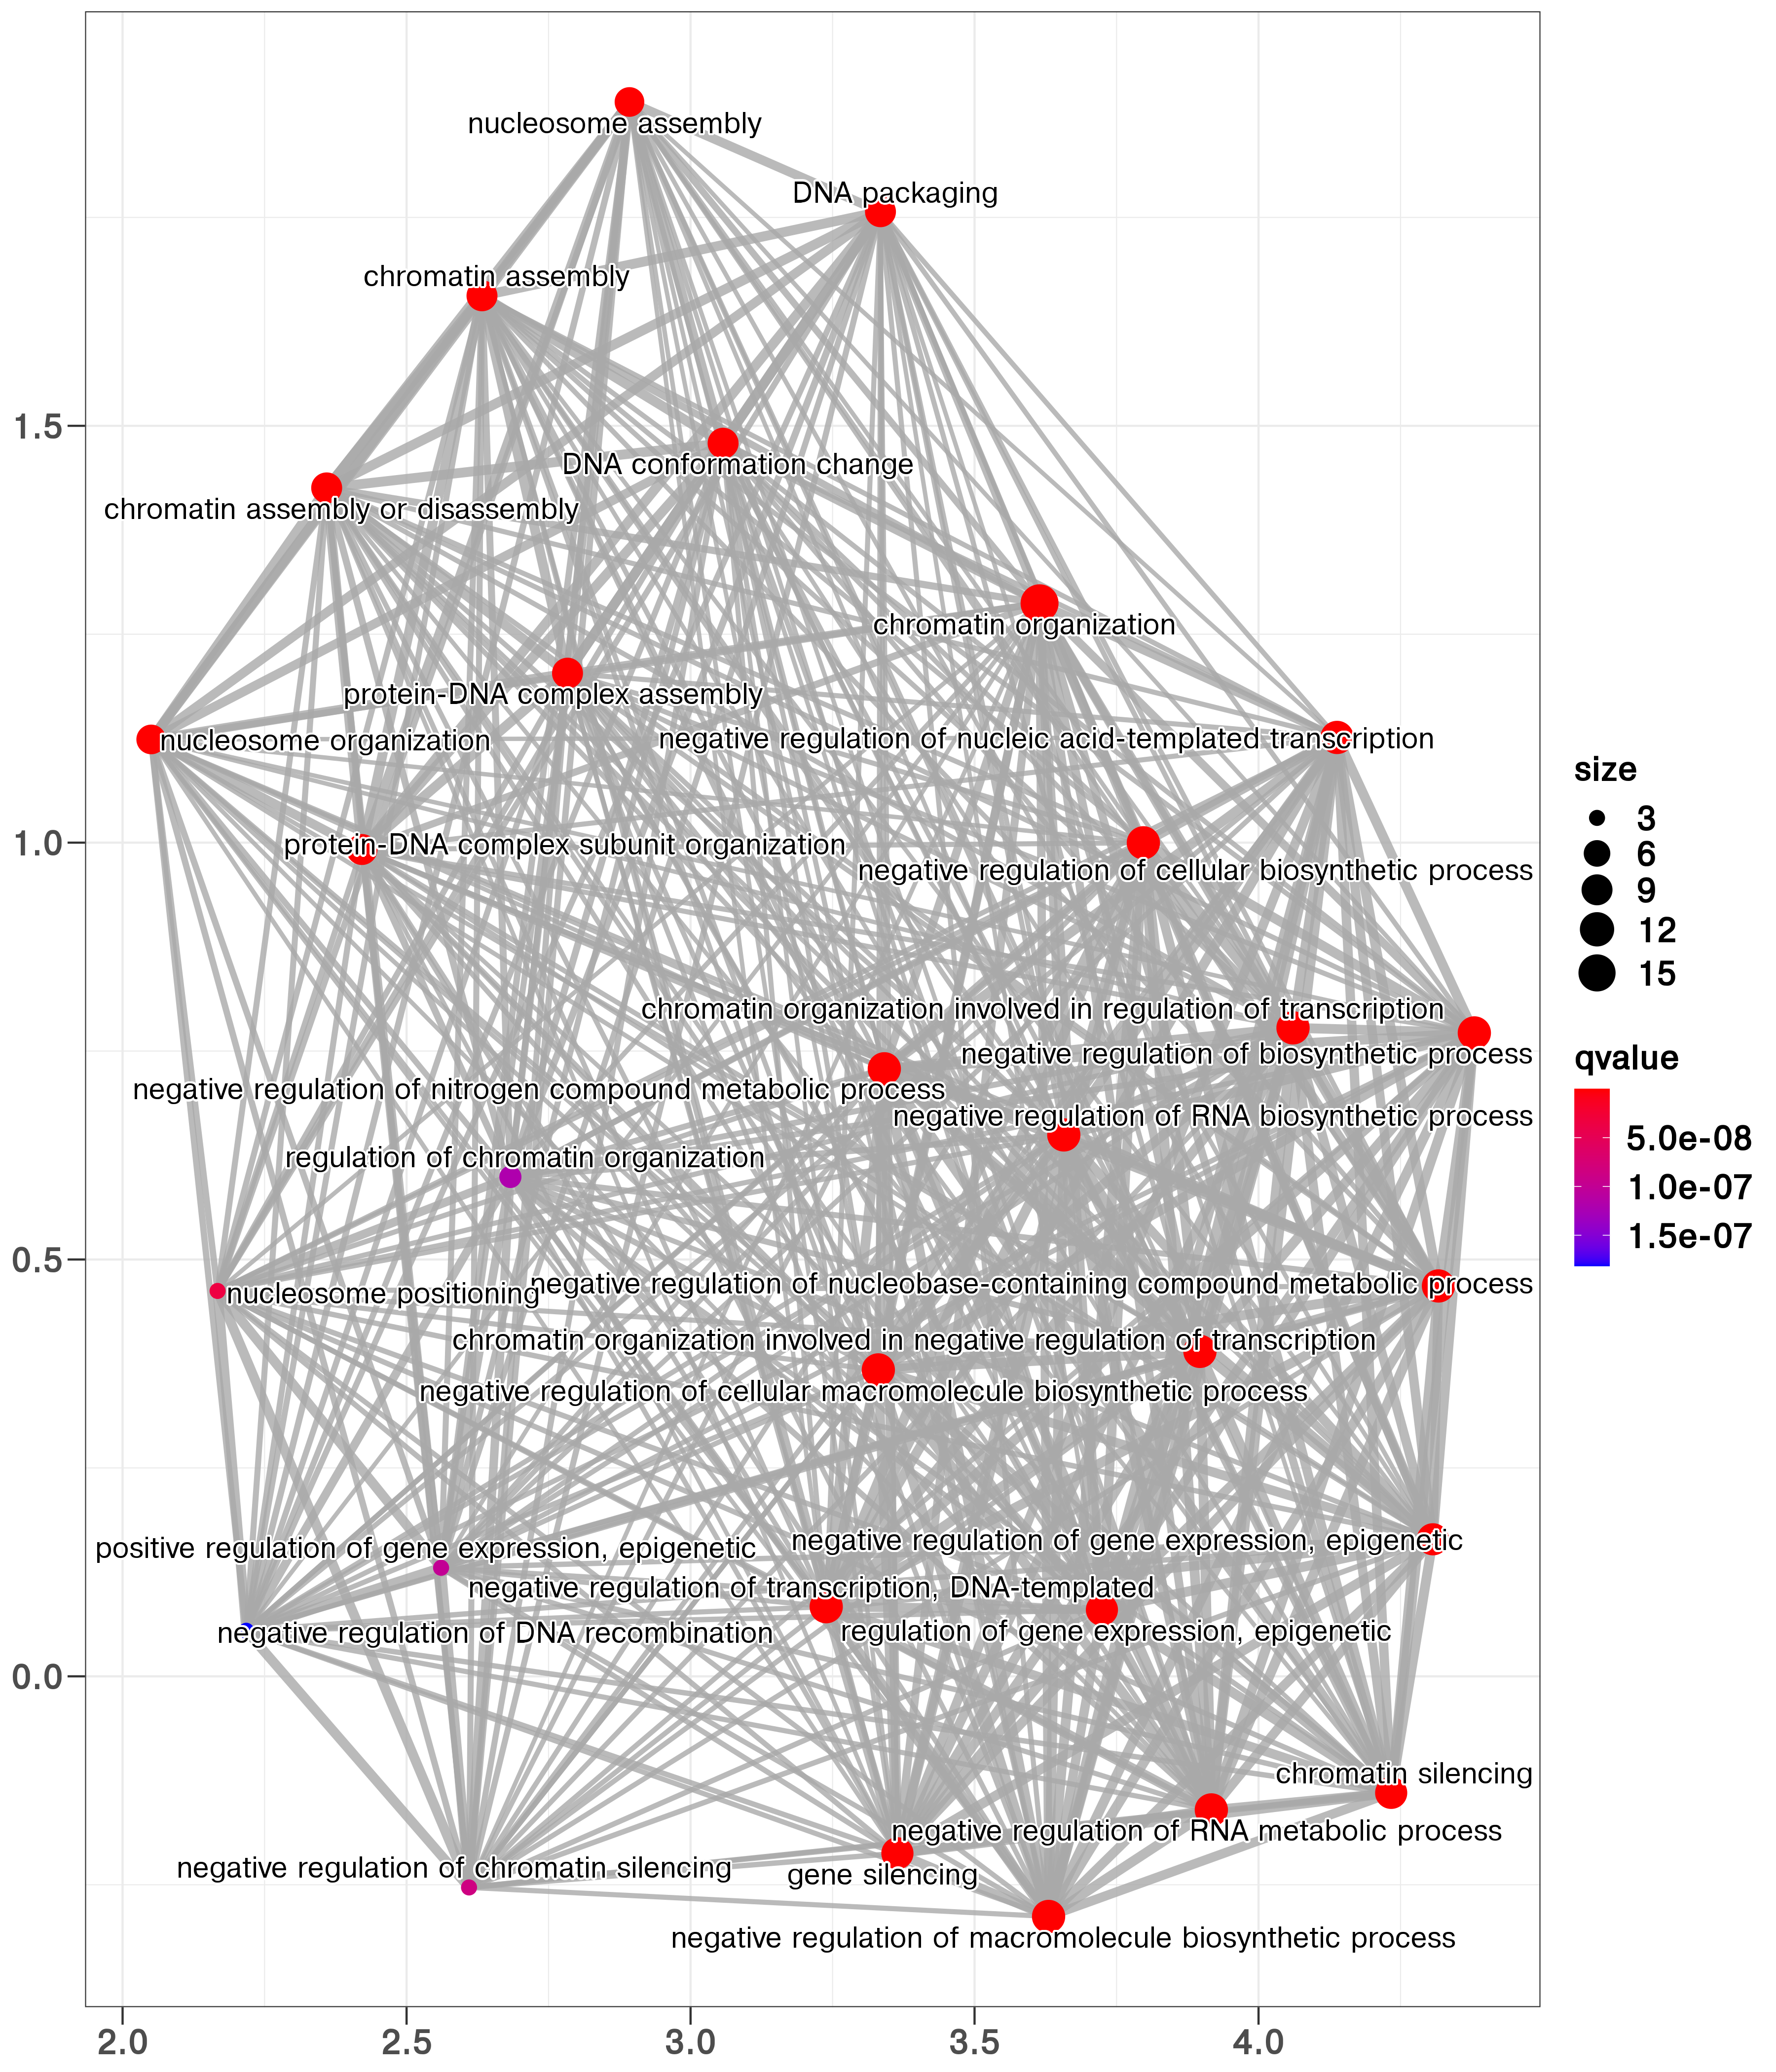 nucleosome assembly
DNA packaging
chromatin assembly
1.5
DNA conformation change
chromatin assembly or disassembly
chromatin organization
protein-DNA complex assembly
nucleosome organization
negative regulation of nucleic acid-templated transcription
size
3
6
9
12
15
1.0
protein-DNA complex subunit organization
negative regulation of cellular biosynthetic process
chromatin organization involved in regulation of transcription
negative regulation of biosynthetic process
qvalue
5.0e-08
1.0e-07
1.5e-07
negative regulation of nitrogen compound metabolic process
negative regulation of RNA biosynthetic process
regulation of chromatin organization
0.5
nucleosome positioning
negative regulation of nucleobase-containing compound metabolic process
chromatin organization involved in negative regulation of transcription
negative regulation of cellular macromolecule biosynthetic process
positive regulation of gene expression, epigenetic
negative regulation of gene expression, epigenetic
negative regulation of transcription, DNA-templated
negative regulation of DNA recombination
regulation of gene expression, epigenetic
0.0
chromatin silencing
negative regulation of RNA metabolic process
negative regulation of chromatin silencing
gene silencing
negative regulation of macromolecule biosynthetic process
2.0
2.5
3.0
3.5
4.0